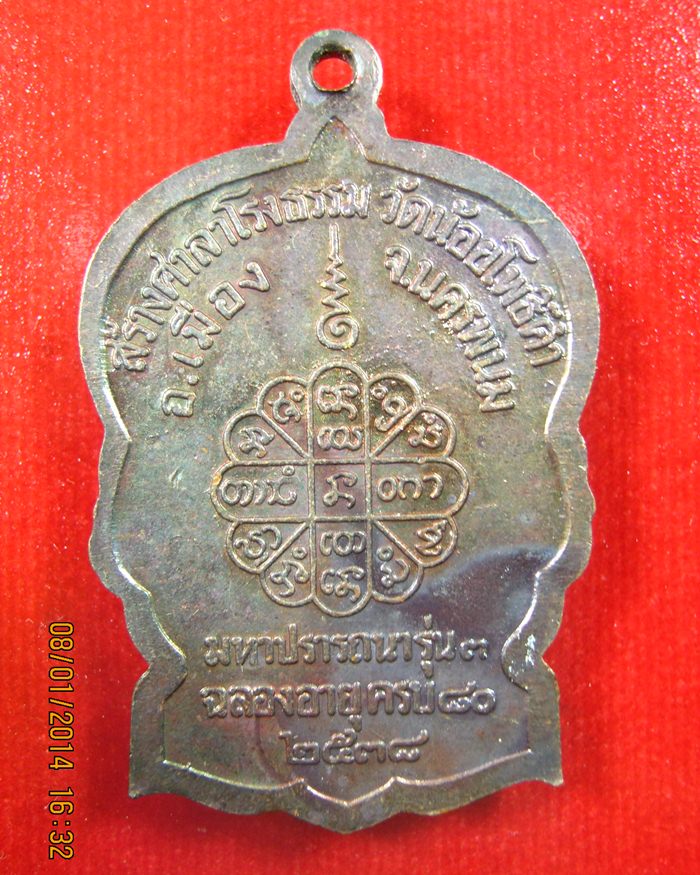 สร้างศาลาโรงธรรม วัดน้อยโพธิ์คำ
อ.เมือง จ.นครพนม
มหาปรารถนารุ่น๓
ฉลองอายุครบ๘๐
๒๕๓๘
08/01/2014 16:32